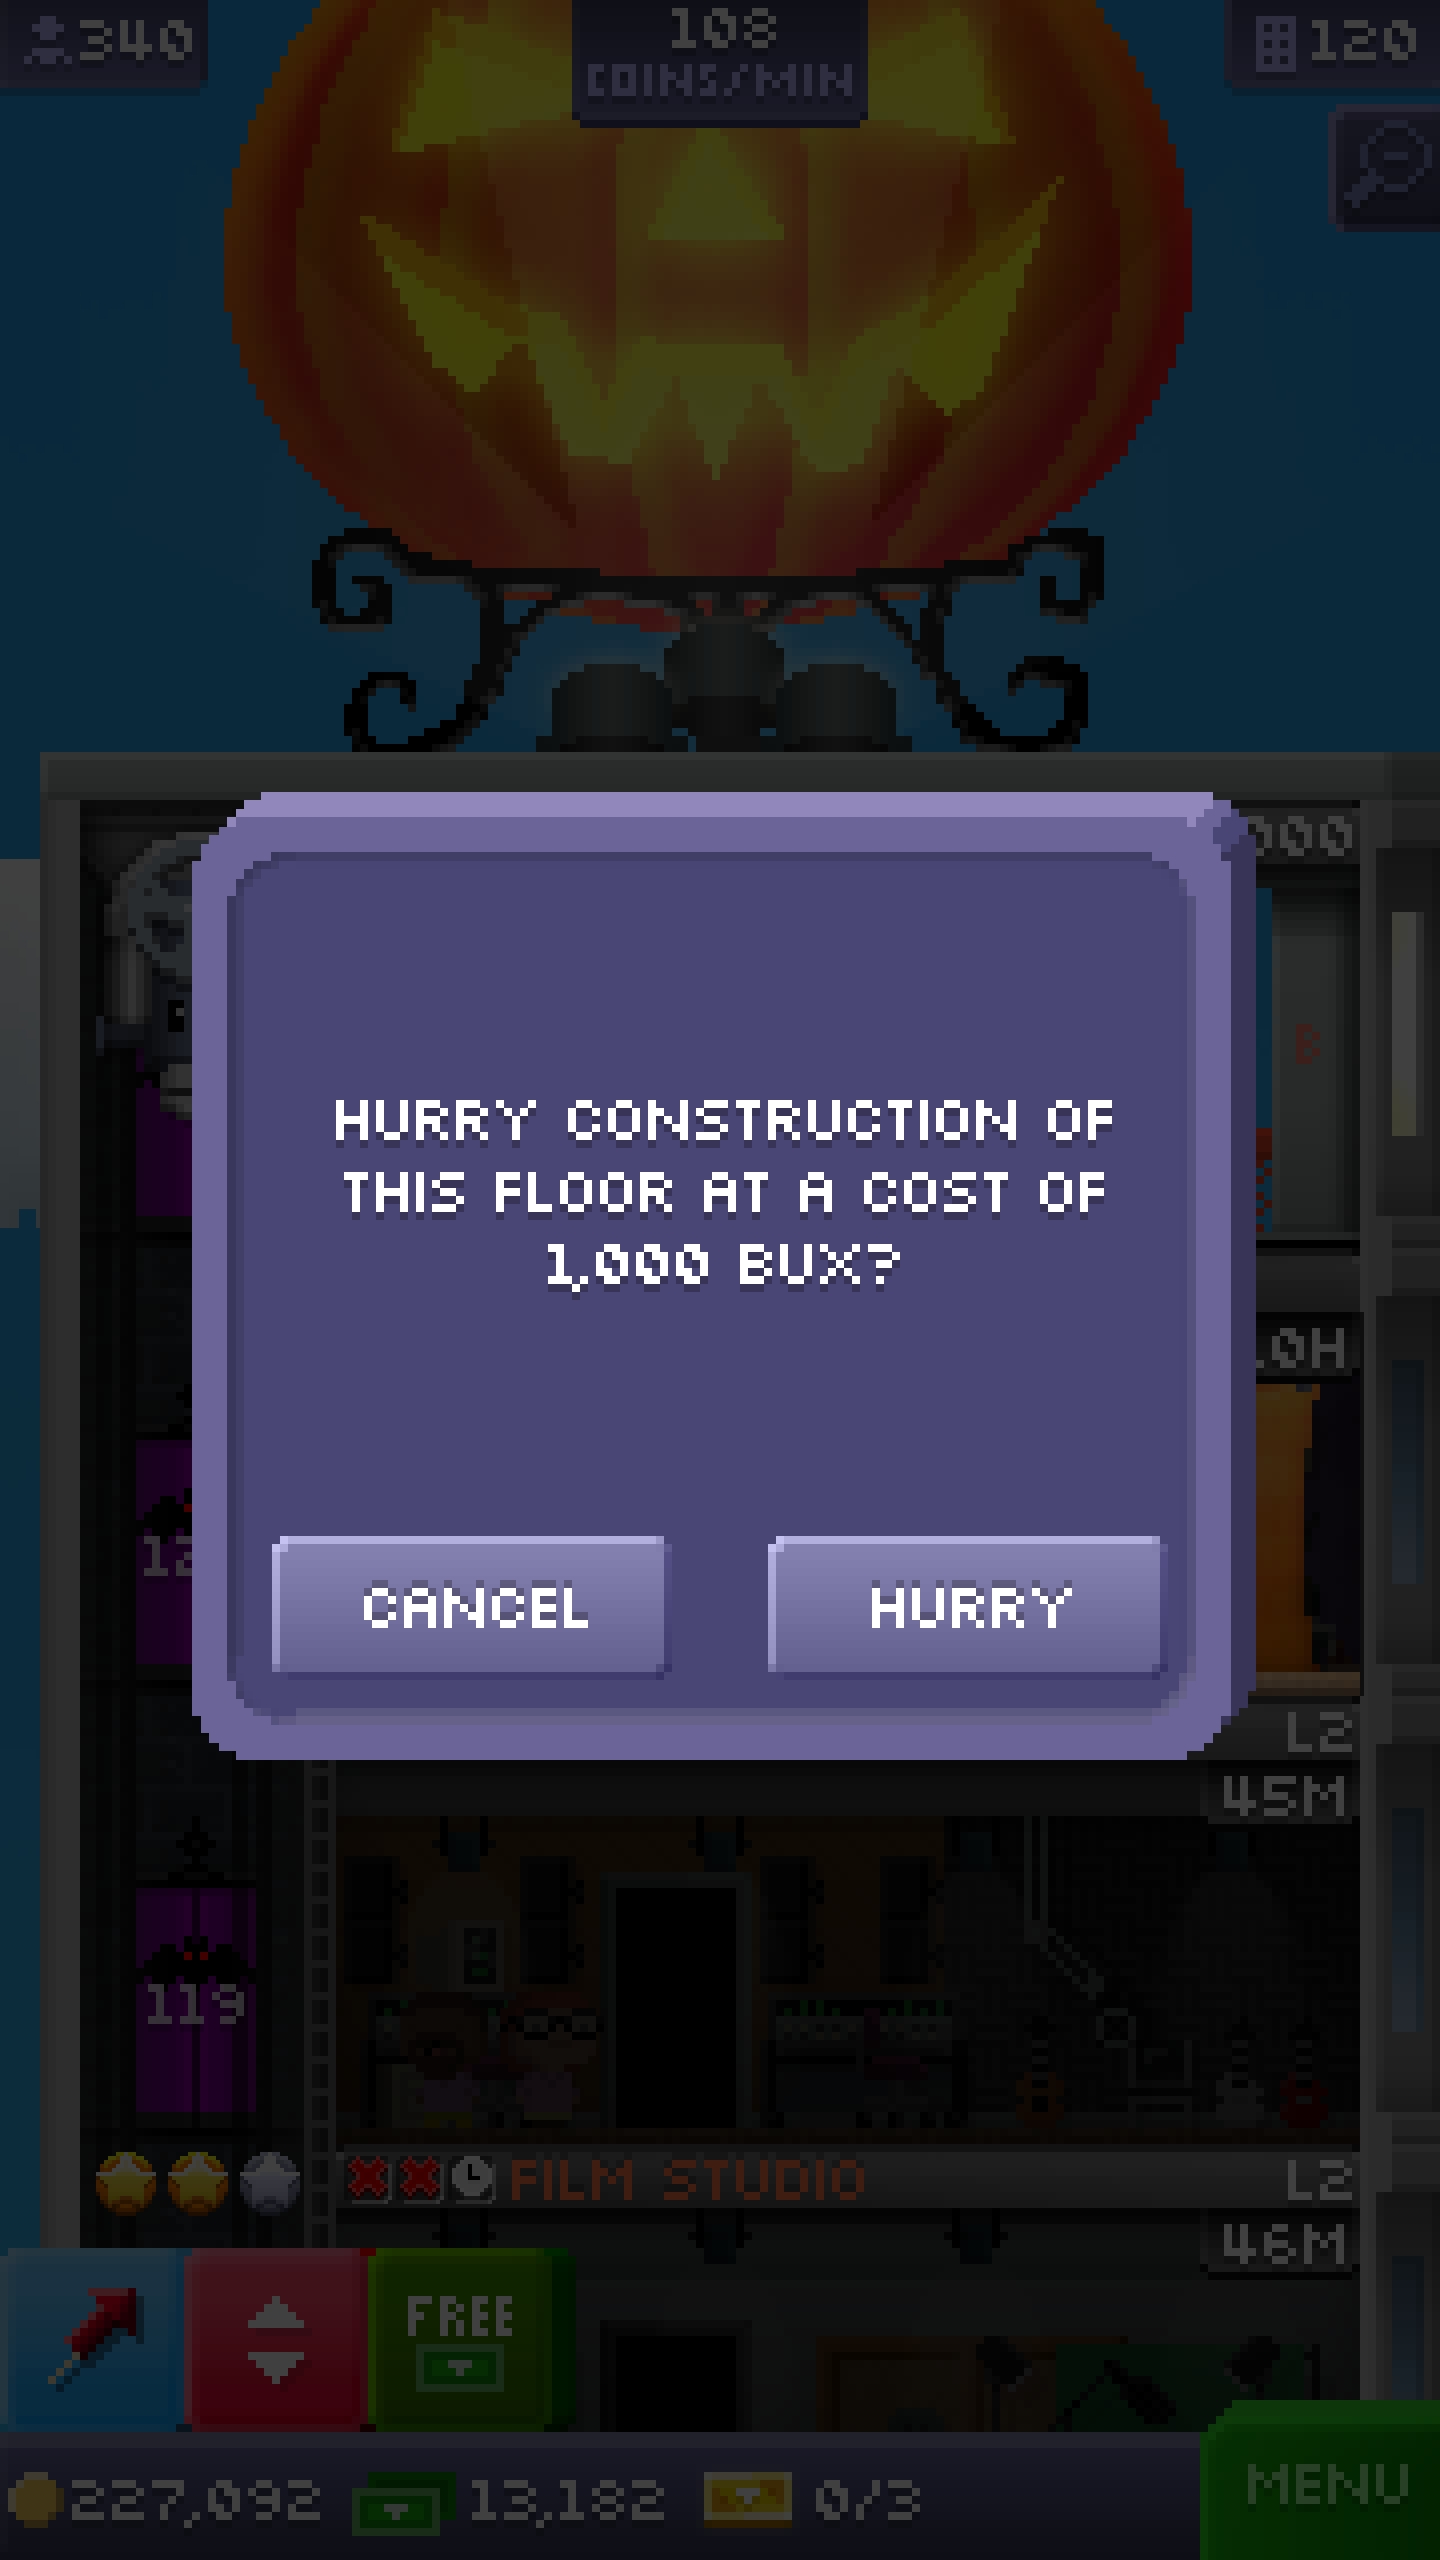 340
108
COINS/MIN
120
000
B
10H
HURRY CONSTRUCTION OF
THIS FLOOR AT A COST OF
1,000 BUX?
CANCEL
HURRY
L2
45M
119
FILM STUDIO
L2
46M
FREE
227,092
13,182
0/3
MENU